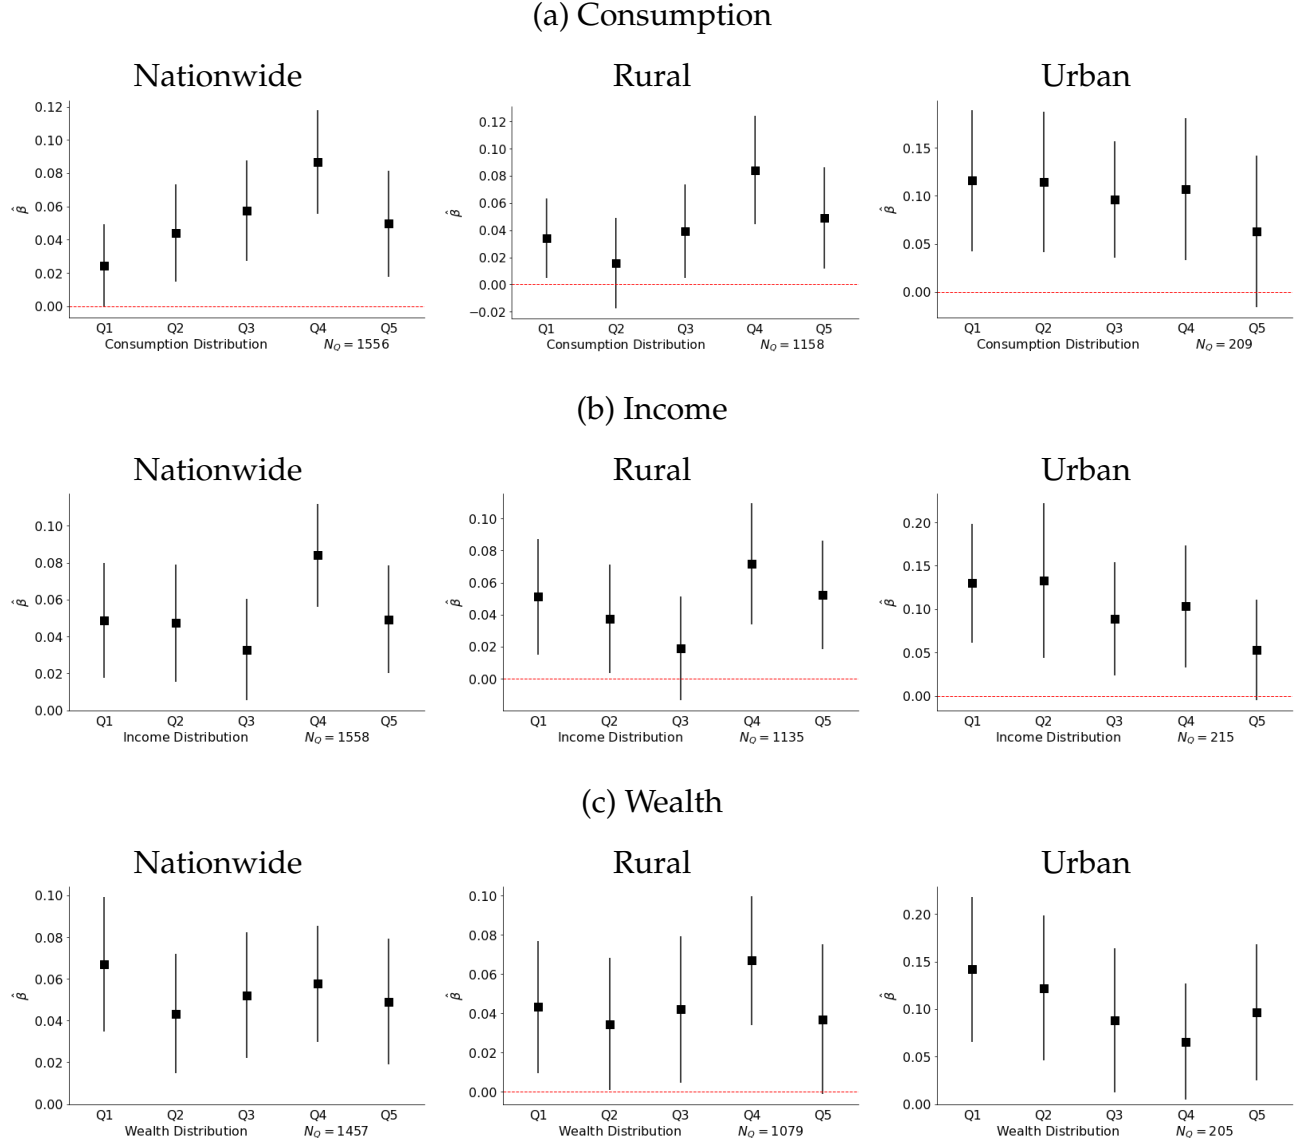 (a) Consumption
Nationwide
Rural
Urban
0.12
0.10
0.08
0.06
0.04
0.02
0.00
β̂
Q1 Q2 Q3 Q4 Q5
Consumption Distribution N_Q = 1556
0.12
0.10
0.08
0.06
0.04
0.02
0.00
−0.02
β̂
Q1 Q2 Q3 Q4 Q5
Consumption Distribution N_Q = 1158
0.15
0.10
0.05
0.00
β̂
Q1 Q2 Q3 Q4 Q5
Consumption Distribution N_Q = 209
(b) Income
Nationwide
Rural
Urban
0.10
0.08
0.06
0.04
0.02
0.00
β̂
Q1 Q2 Q3 Q4 Q5
Income Distribution N_Q = 1558
0.10
0.08
0.06
0.04
0.02
0.00
β̂
Q1 Q2 Q3 Q4 Q5
Income Distribution N_Q = 1135
0.20
0.15
0.10
0.05
0.00
β̂
Q1 Q2 Q3 Q4 Q5
Income Distribution N_Q = 215
(c) Wealth
Nationwide
Rural
Urban
0.10
0.08
0.06
0.04
0.02
0.00
β̂
Q1 Q2 Q3 Q4 Q5
Wealth Distribution N_Q = 1457
0.10
0.08
0.06
0.04
0.02
0.00
β̂
Q1 Q2 Q3 Q4 Q5
Wealth Distribution N_Q = 1079
0.20
0.15
0.10
0.05
0.00
β̂
Q1 Q2 Q3 Q4 Q5
Wealth Distribution N_Q = 205